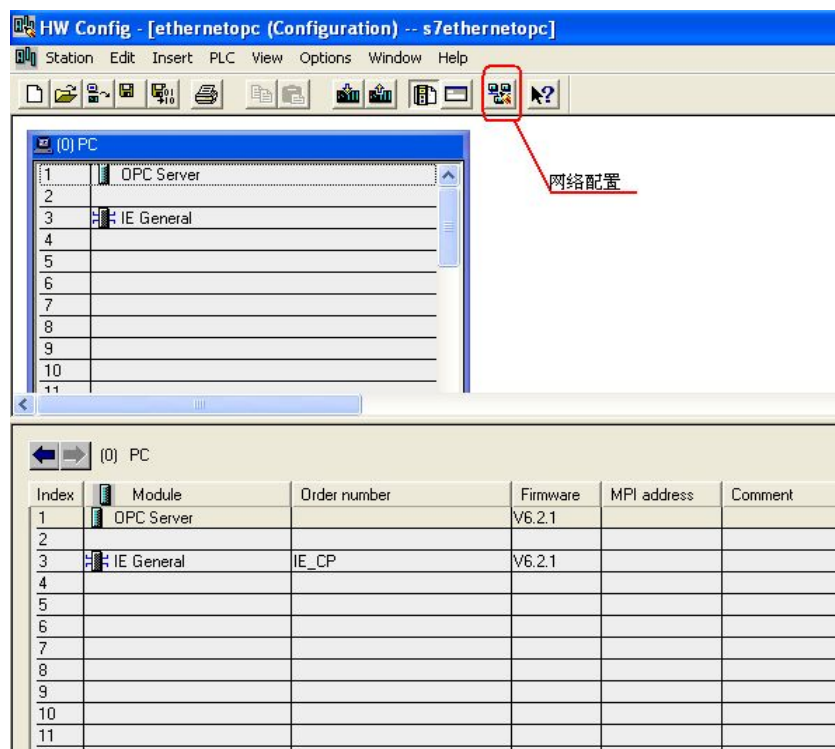 HW Config - [ethernetopc (Configuration) -- s7ethernetopc]
Station Edit Insert PLC View Options Window Help
(0) PC
1 OPC Server
2
3 IE General
4
5
6
7
8
9
10
11
网络配置
(0) PC
Index Module Order number Firmware MPI address Comment
1 OPC Server V6.2.1
2
3 IE General IE_CP V6.2.1
4
5
6
7
8
9
10
11